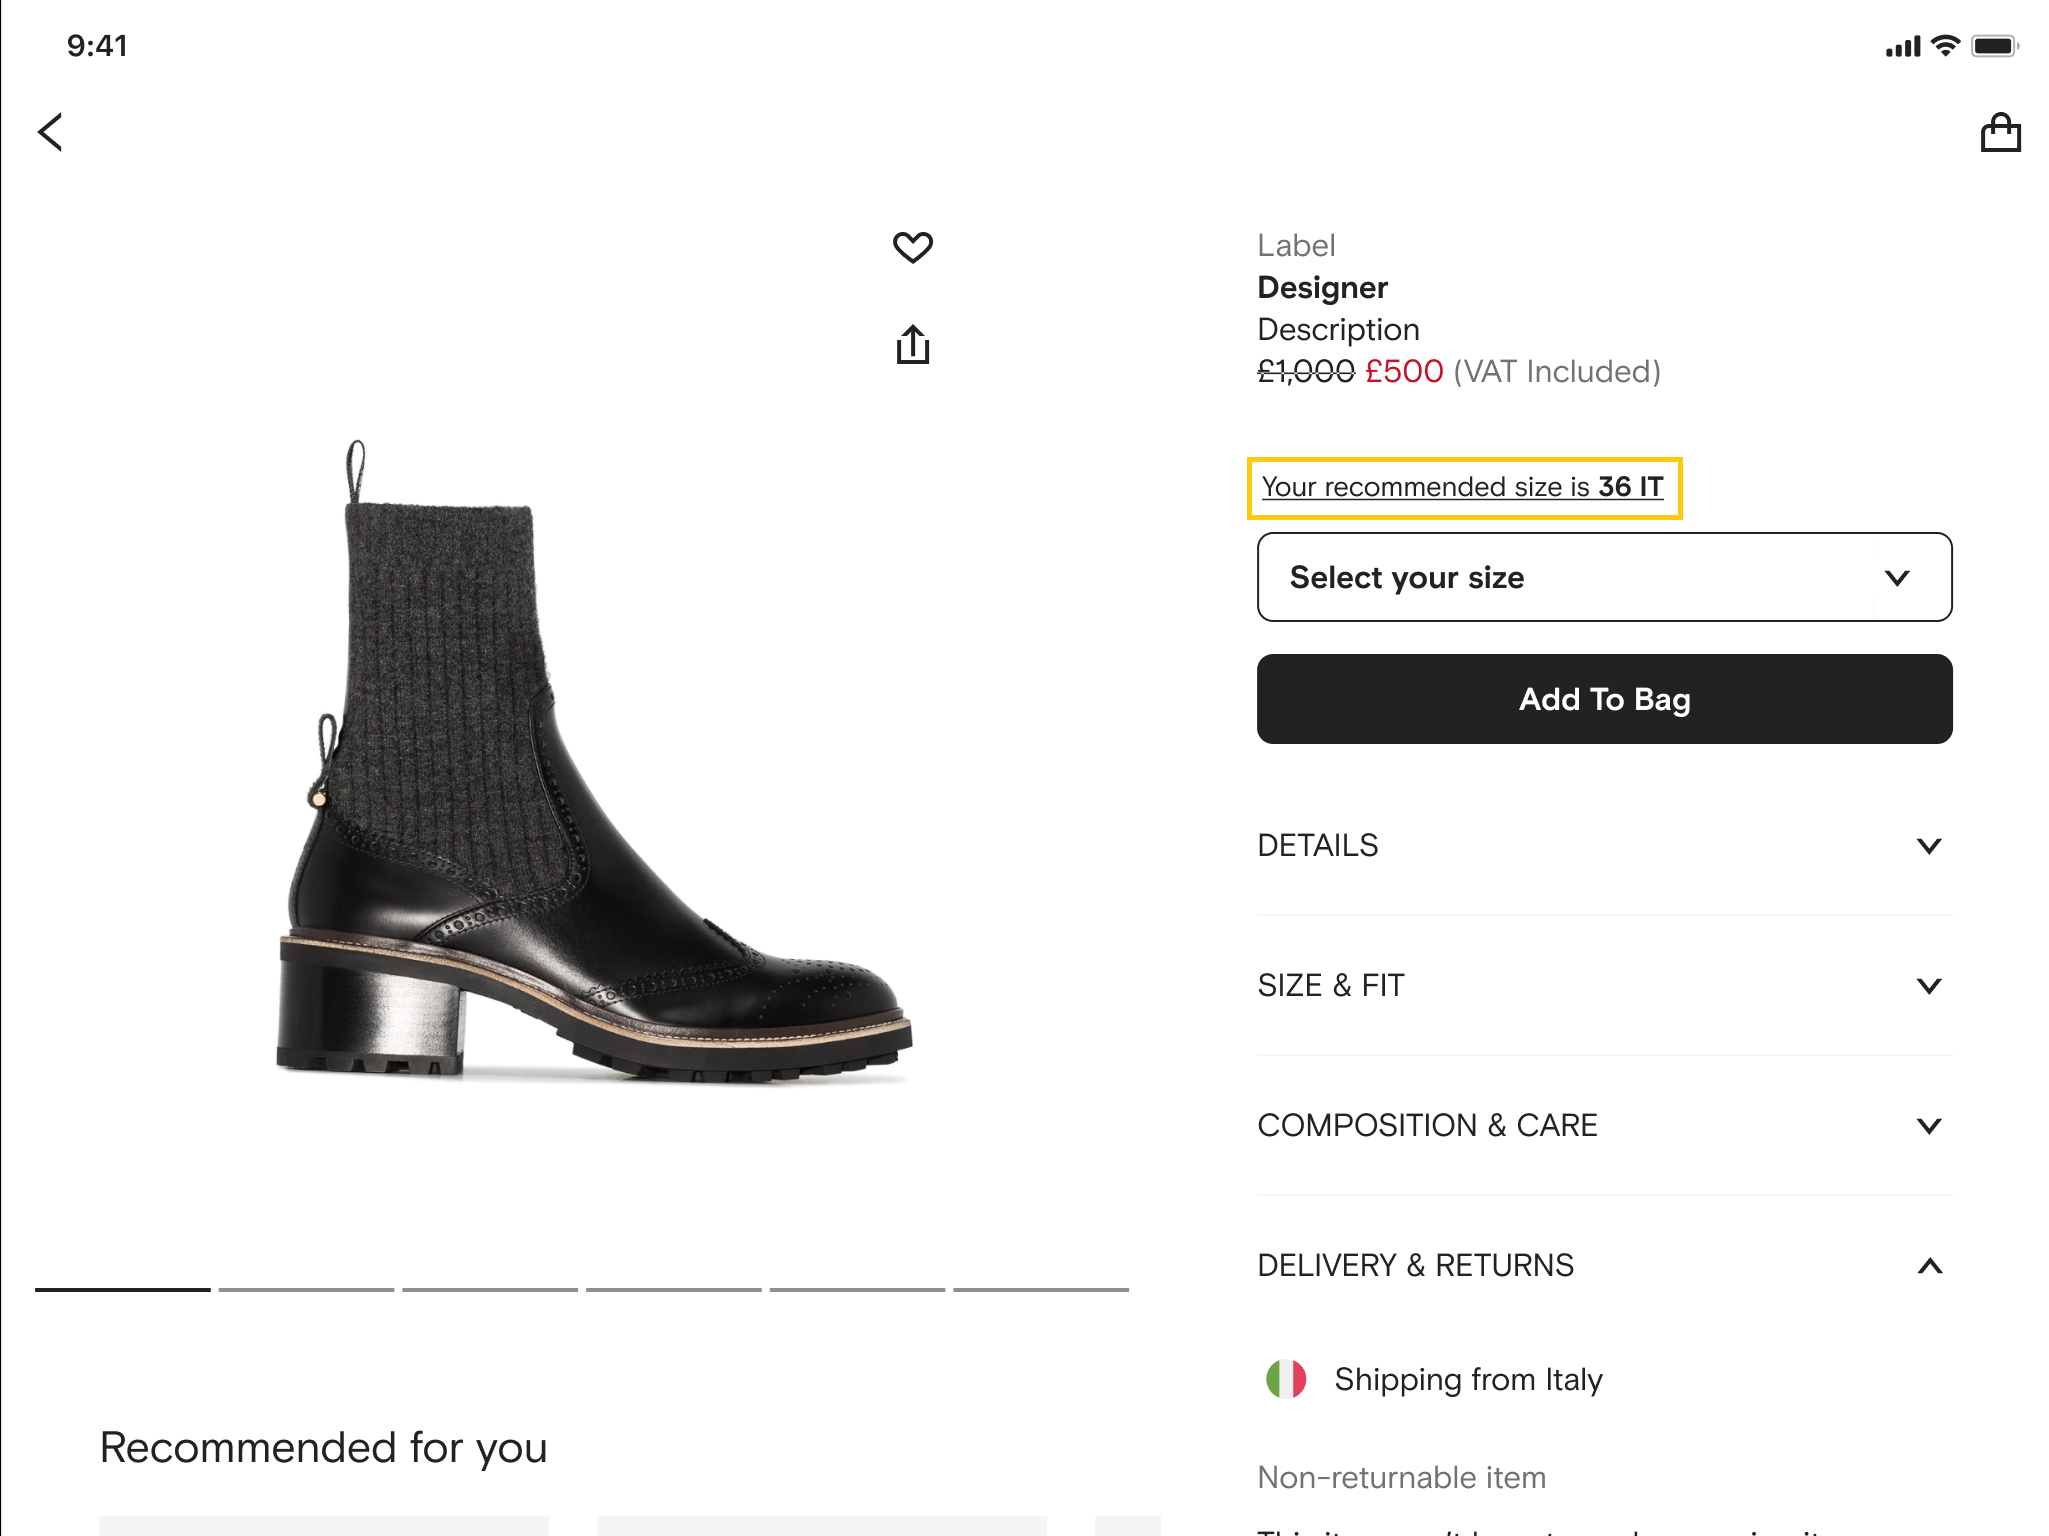 9:41
Label
Designer
Description
£1,000 £500 (VAT Included)
Your recommended size is 36 IT
Select your size
Add To Bag
DETAILS
SIZE & FIT
COMPOSITION & CARE
DELIVERY & RETURNS
Shipping from Italy
Recommended for you
Non-returnable item